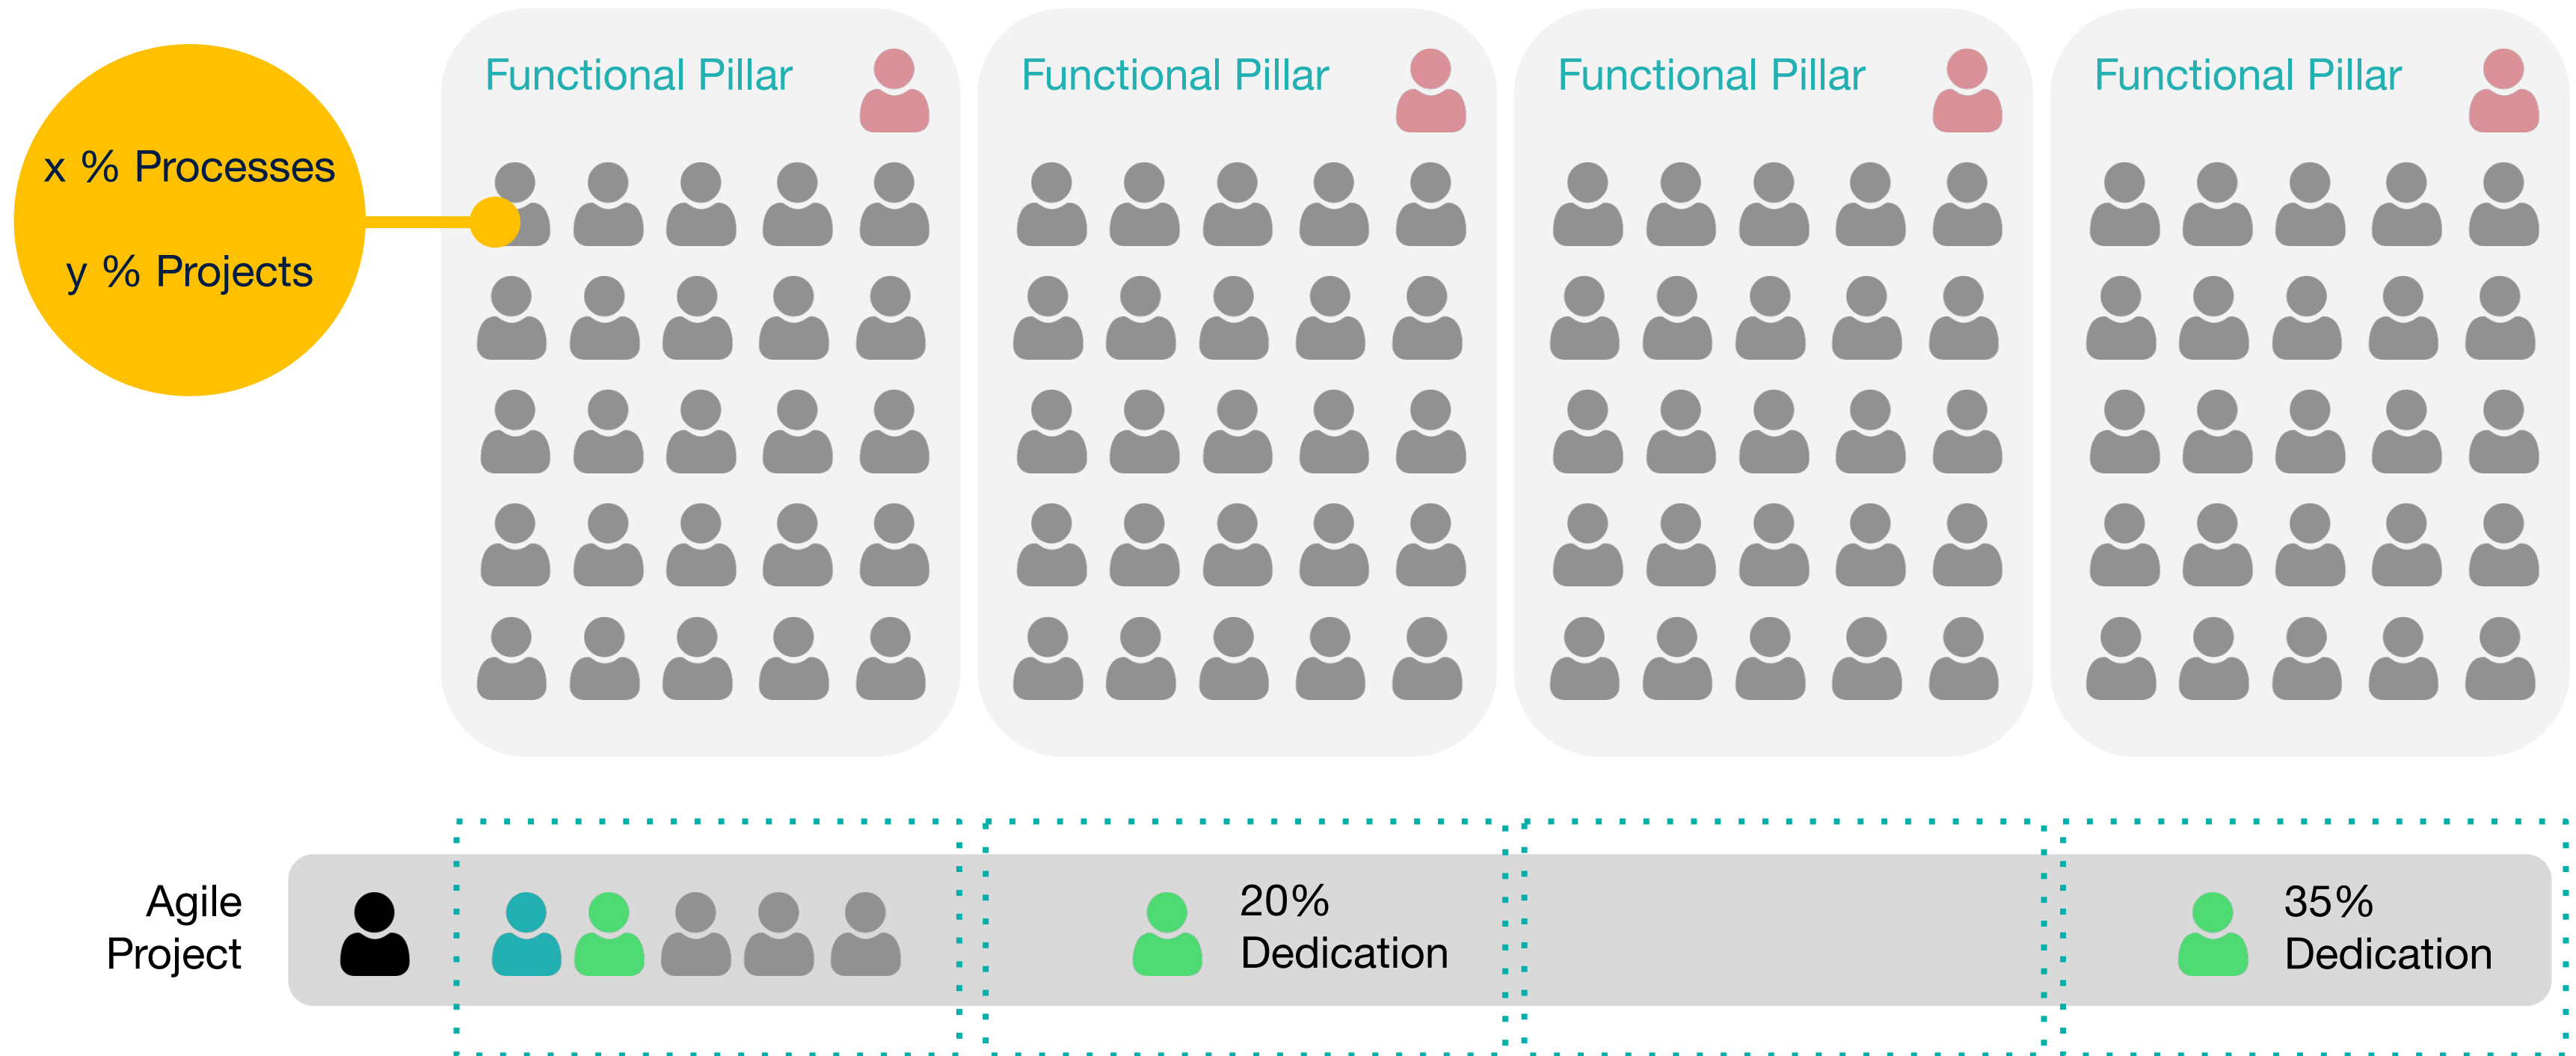 Functional Pillar
Functional Pillar
Functional Pillar
Functional Pillar
x % Processes
y % Projects
Agile
Project
20%
Dedication
35%
Dedication